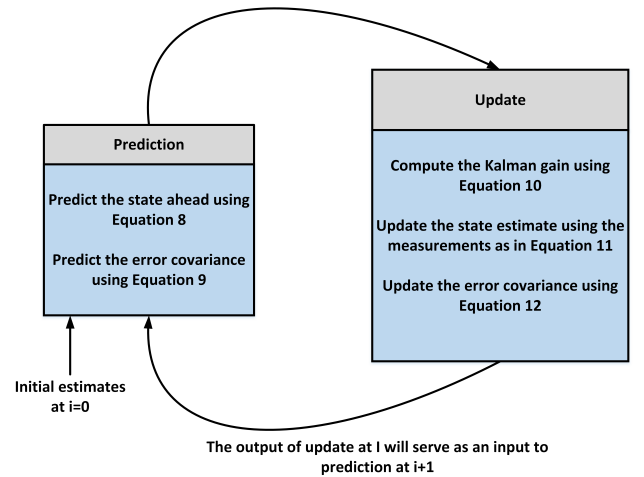 Prediction
Predict the state ahead using
Equation 8
Predict the error covariance
using Equation 9
Initial estimates
at i=0
Update
Compute the Kalman gain using
Equation 10
Update the state estimate using the
measurements as in Equation 11
Update the error covariance using
Equation 12
The output of update at I will serve as an input to
prediction at i+1